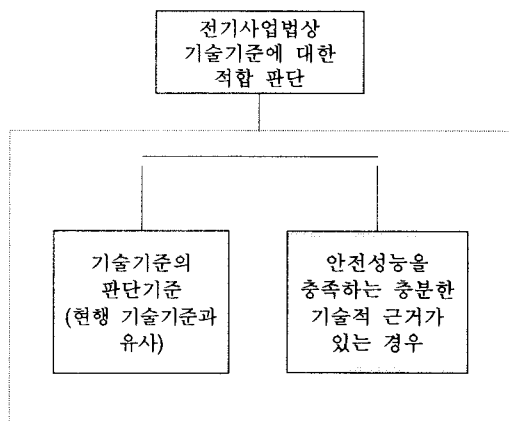 전기사업법상
기술기준에 대한
적합 판단
기술기준의
판단기준
(현행 기술기준과
유사)
안전성능을
충족하는 충분한
기술적 근거가
있는 경우